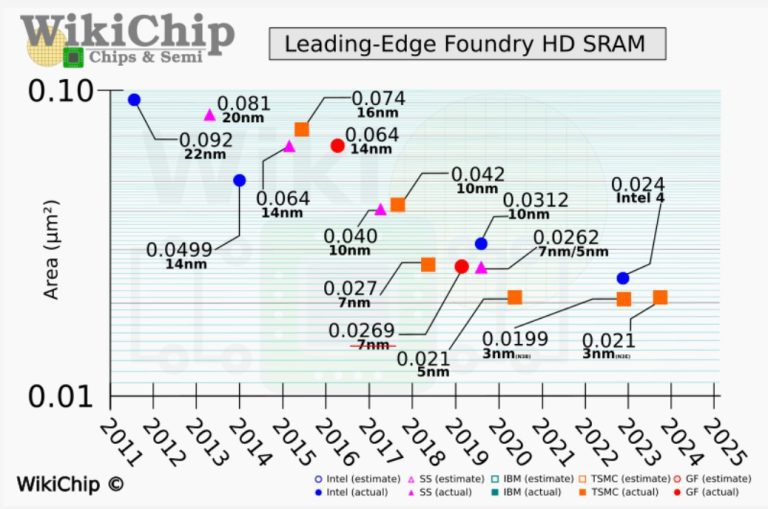 WikiChip
Chips & Semi
Leading-Edge Foundry HD SRAM
0.10
0.01
Area (µm²)
0.092
22nm
0.081
20nm
0.074
16nm
0.064
14nm
0.064
14nm
0.0499
14nm
0.042
10nm
0.040
10nm
0.0312
10nm
0.024
Intel 4
0.0262
7nm/5nm
0.027
7nm
0.0269
7nm
0.021
5nm
0.0199
3nm
0.021
3nm(N3E)
2011
2012
2013
2014
2015
2016
2017
2018
2019
2020
2021
2022
2023
2024
2025
WikiChip ©
Intel (estimate) SS (estimate) IBM (estimate) TSMC (estimate) GF (estimate)
Intel (actual) SS (actual) IBM (actual) TSMC (actual) GF (actual)